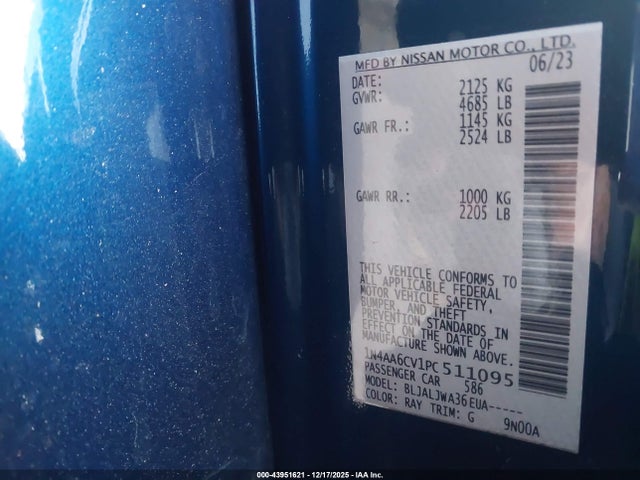 MFD BY NISSAN MOTOR CO., LTD.
DATE: 06/23
GVWR: 2125 KG
4685 LB
GAWR FR.: 1145 KG
2524 LB
GAWR RR.: 1000 KG
2205 LB
THIS VEHICLE CONFORMS TO
ALL APPLICABLE FEDERAL
MOTOR VEHICLE SAFETY,
BUMPER, AND THEFT
PREVENTION STANDARDS IN
EFFECT ON THE DATE OF
MANUFACTURE SHOWN ABOVE.
1N4AA6CV1PC511095
PASSENGER CAR 586
MODEL: BLJALJWA36EUA-----
COLOR: RAY TRIM: G 9N00A
000-43951621 - 12/17/2025 - IAA Inc.